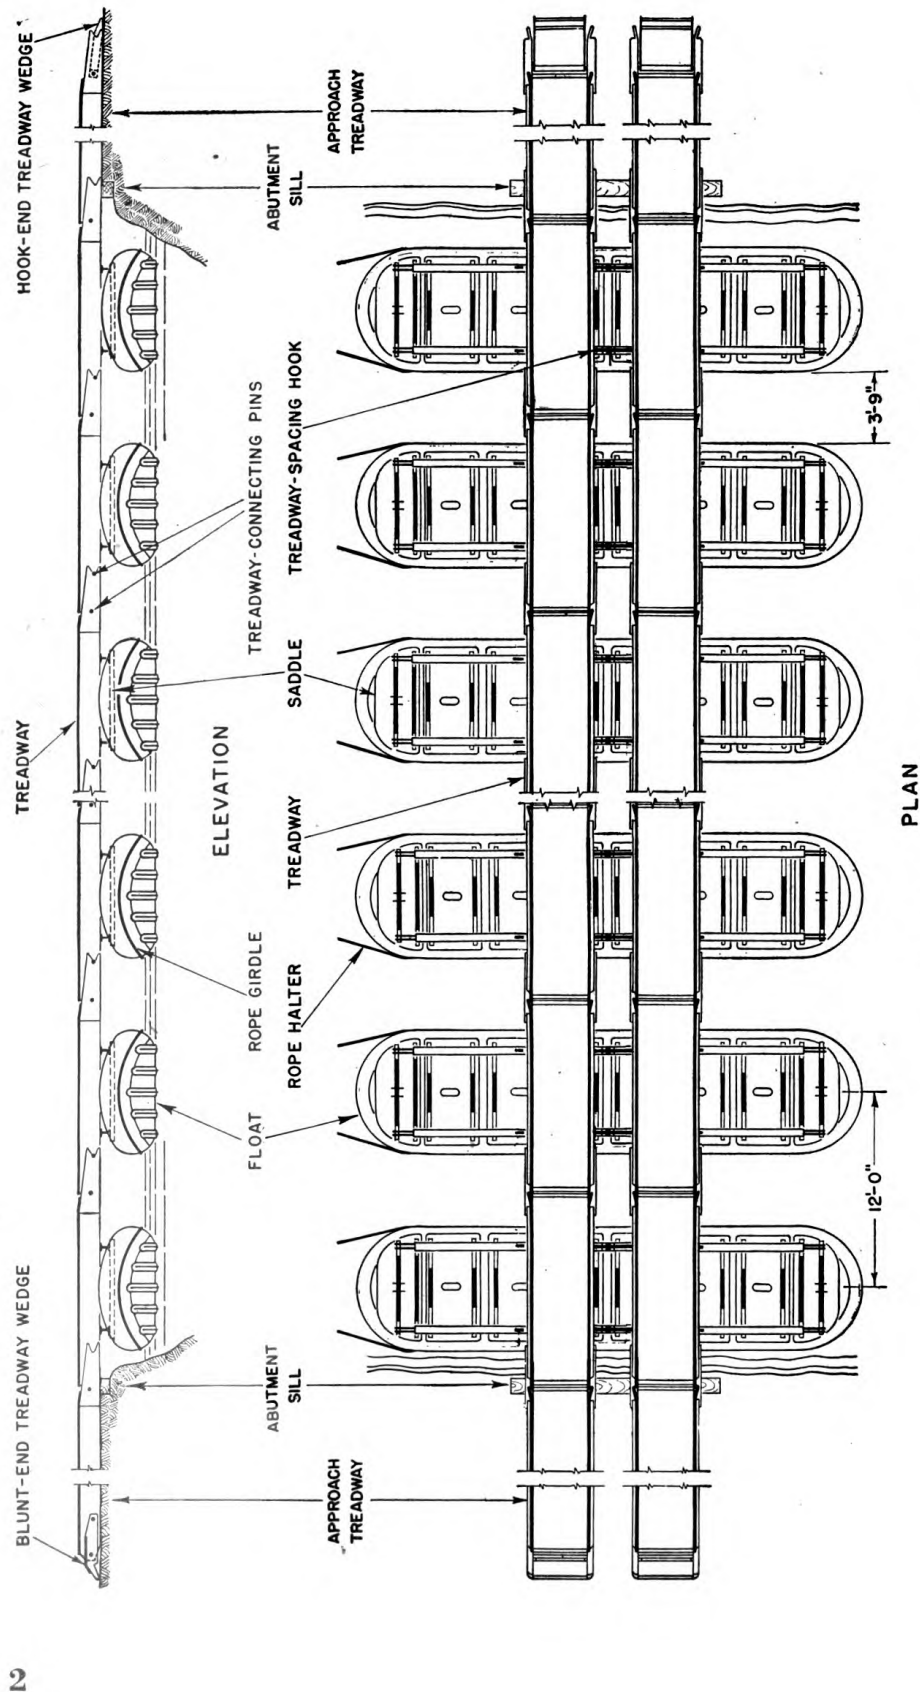 BLUNT-END TREADWAY WEDGE
TREADWAY
HOOK-END TREADWAY WEDGE
ELEVATION
ABUTMENT
SILL
FLOAT
ROPE GIRDLE
TREADWAY-CONNECTING PINS
ABUTMENT
SILL
APPROACH
TREADWAY
ROPE HALTER
TREADWAY
SADDLE
TREADWAY-SPACING HOOK
APPROACH
TREADWAY
12'-0"
3'-9"
PLAN
2